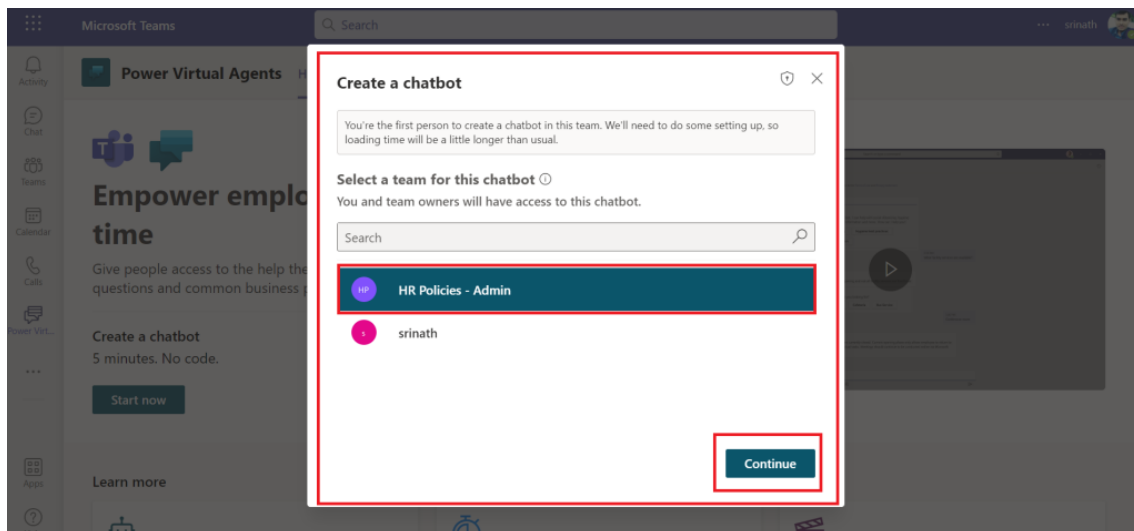 Microsoft Teams
Search
srinath
Activity
Chat
Teams
Calendar
Calls
Power Virt...
Apps
Power Virtual Agents H
Empower emplo
time
Give people access to the help the
questions and common business p
Create a chatbot
5 minutes. No code.
Start now
Learn more
Create a chatbot
You're the first person to create a chatbot in this team. We'll need to do some setting up, so
loading time will be a little longer than usual.
Select a team for this chatbot
You and team owners will have access to this chatbot.
Search
HP HR Policies - Admin
s srinath
Continue